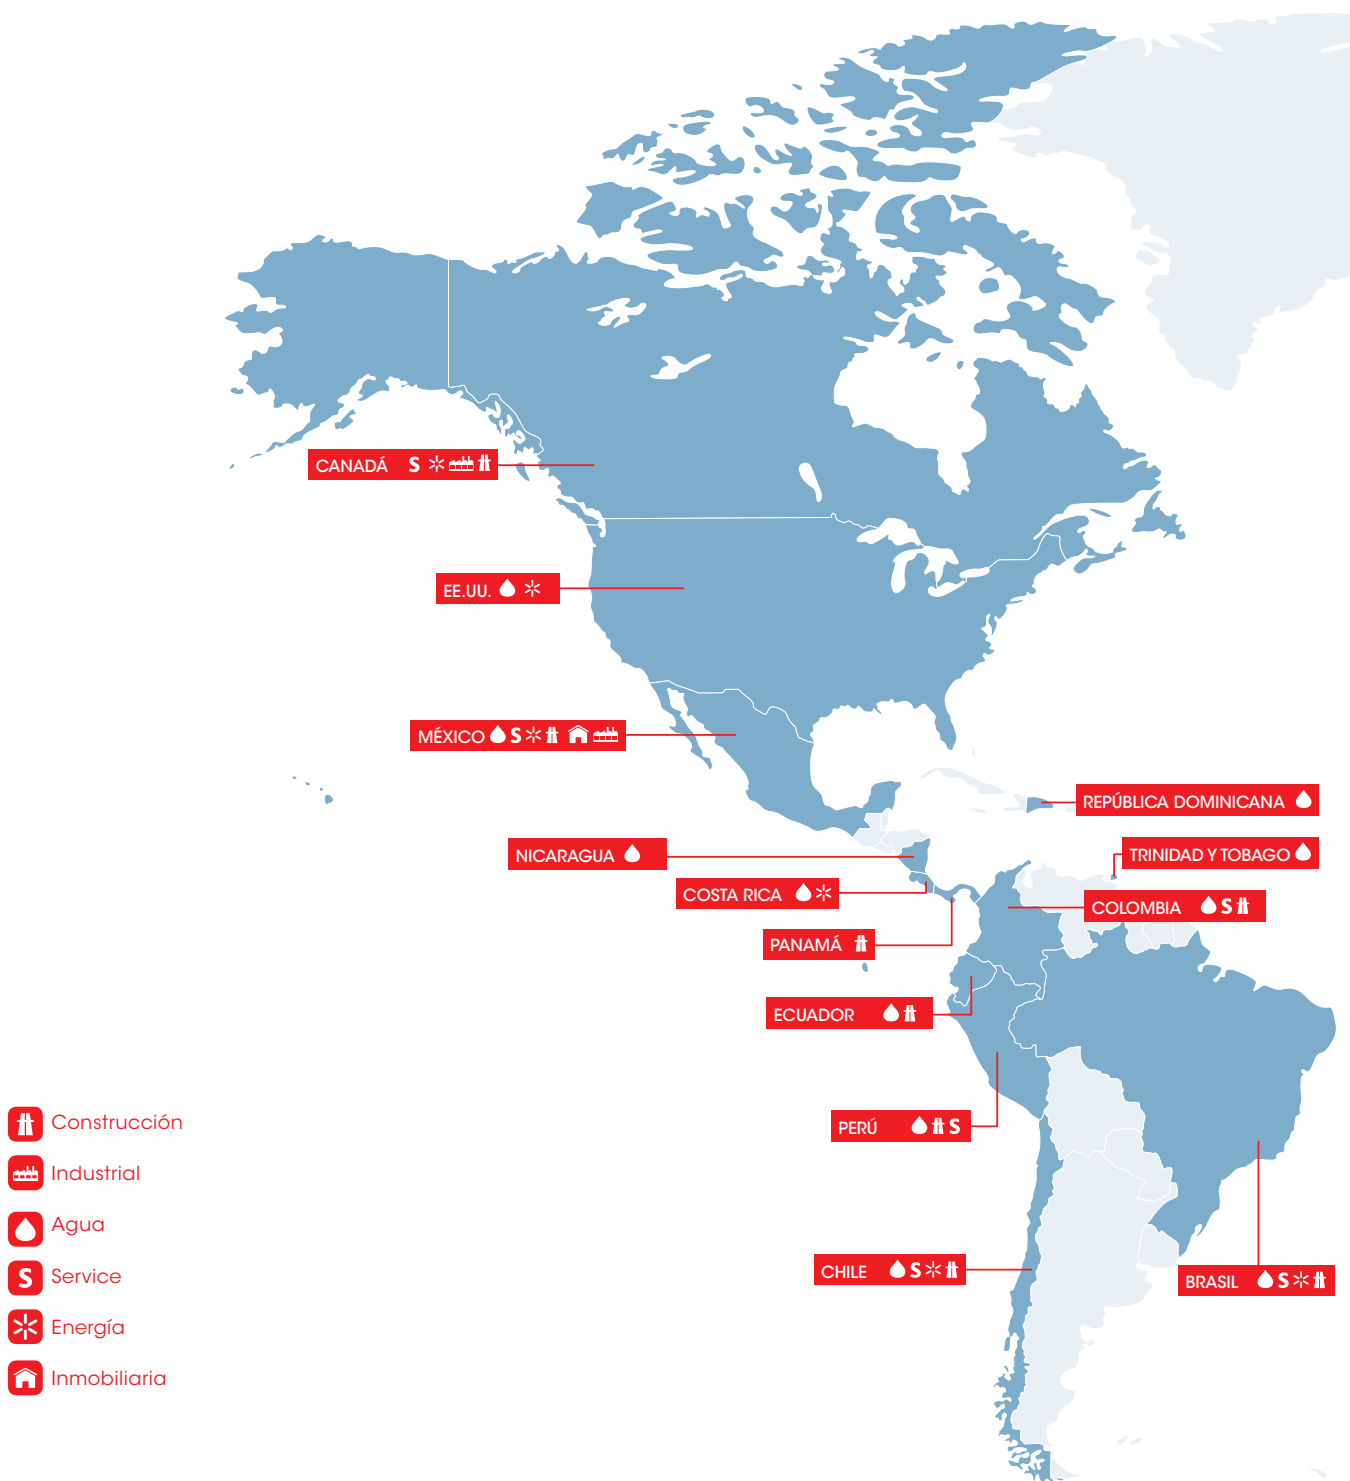 CANADÁ S
EE.UU.
MÉXICO S
REPÚBLICA DOMINICANA
NICARAGUA
TRINIDAD Y TOBAGO
COSTA RICA
COLOMBIA S
PANAMÁ
ECUADOR
PERÚ S
CHILE S
BRASIL S
Construcción
Industrial
Agua
S Service
Energía
Inmobiliaria